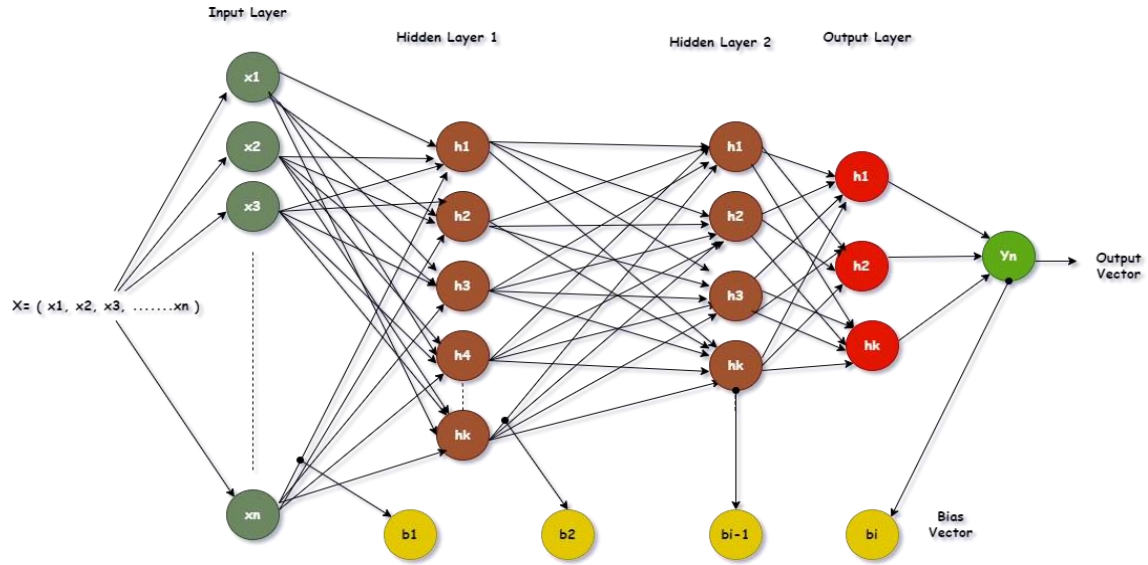 Input Layer
Hidden Layer 1
Hidden Layer 2
Output Layer
x1
x2
x3
xn
X= ( x1, x2, x3, .......xn )
h1
h2
h3
h4
hk
h1
h2
h3
hk
h1
h2
hk
Yn
Output
Vector
b1
b2
bi-1
bi
Bias
Vector